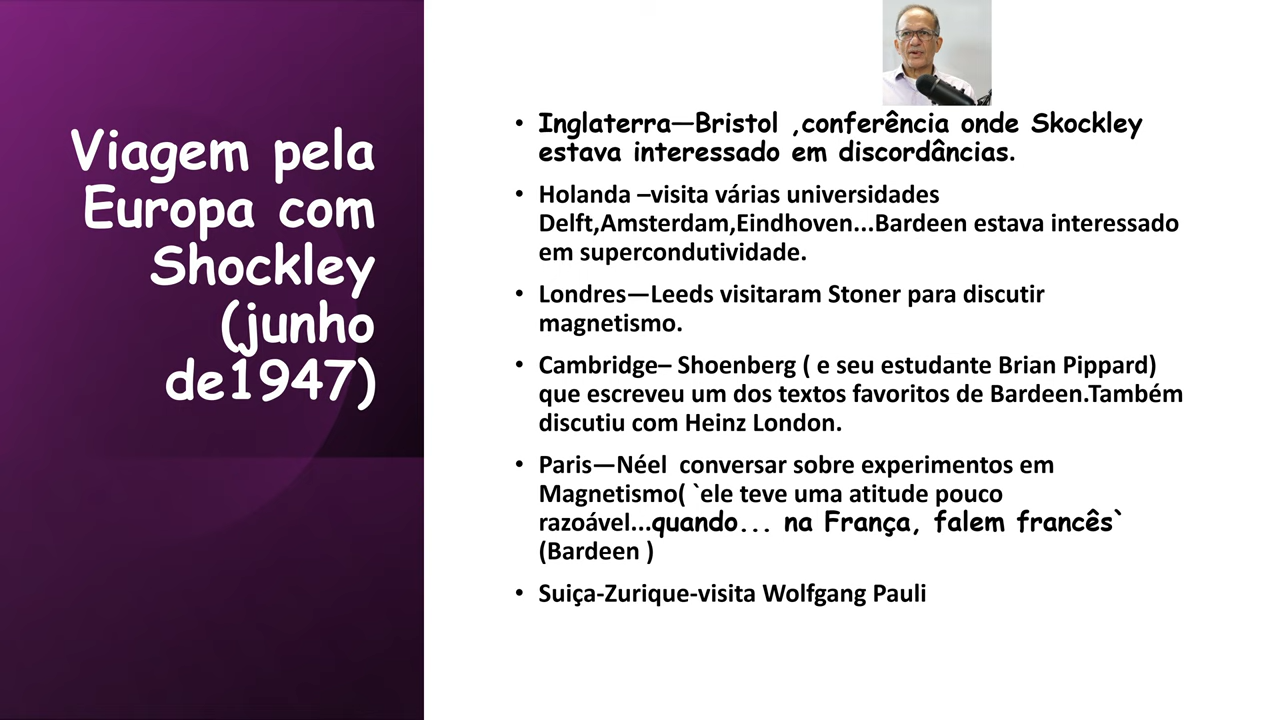 Viagem pela
Europa com
Shockley
(junho
de1947)
• Inglaterra—Bristol ,conferência onde Skockley
estava interessado em discordâncias.
• Holanda –visita várias universidades
Delft,Amsterdam,Eindhoven...Bardeen estava interessado
em supercondutividade.
• Londres—Leeds visitaram Stoner para discutir
magnetismo.
• Cambridge– Shoenberg ( e seu estudante Brian Pippard)
que escreveu um dos textos favoritos de Bardeen.Também
discutiu com Heinz London.
• Paris—Néel  conversar sobre experimentos em
Magnetismo( `ele teve uma atitude pouco
razoável...quando... na França, falem francês`
(Bardeen )
• Suiça-Zurique-visita Wolfgang Pauli